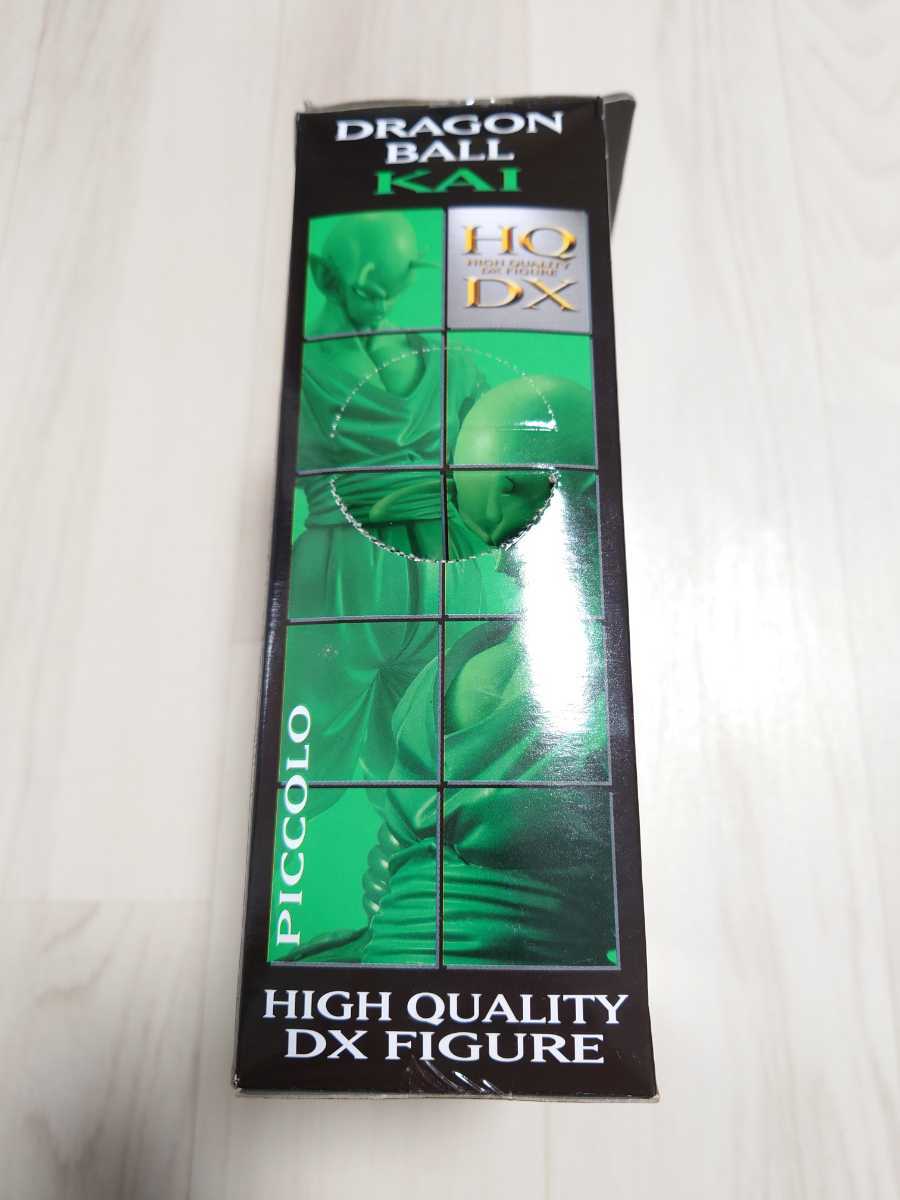 DRAGON
BALL
KAI
HQ
HIGH QUALITY
DX FIGURE
DX
PICCOLO
HIGH QUALITY
DX FIGURE